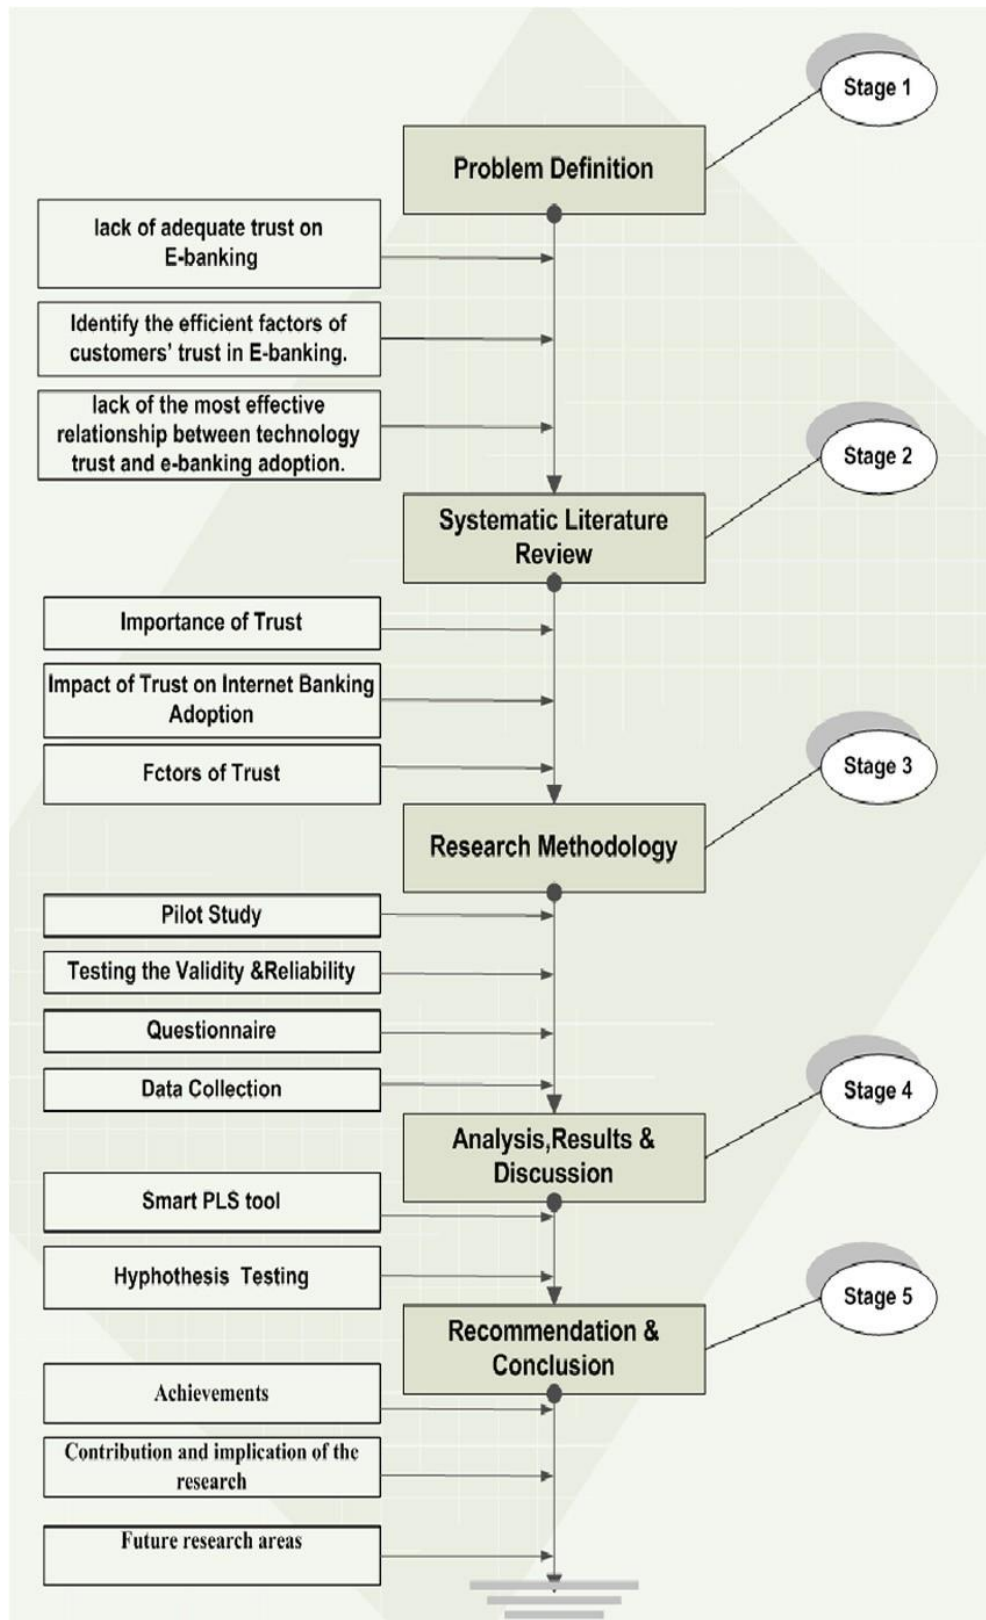 Stage 1
Problem Definition
lack of adequate trust on
E-banking
Identify the efficient factors of
customers' trust in E-banking.
lack of the most effective
relationship between technology
trust and e-banking adoption.
Stage 2
Systematic Literature
Review
Importance of Trust
Impact of Trust on Internet Banking
Adoption
Fctors of Trust
Stage 3
Research Methodology
Pilot Study
Testing the Validity &Reliability
Questionnaire
Data Collection
Stage 4
Analysis,Results &
Discussion
Smart PLS tool
Hyphothesis Testing
Stage 5
Recommendation &
Conclusion
Achievements
Contribution and implication of the
research
Future research areas